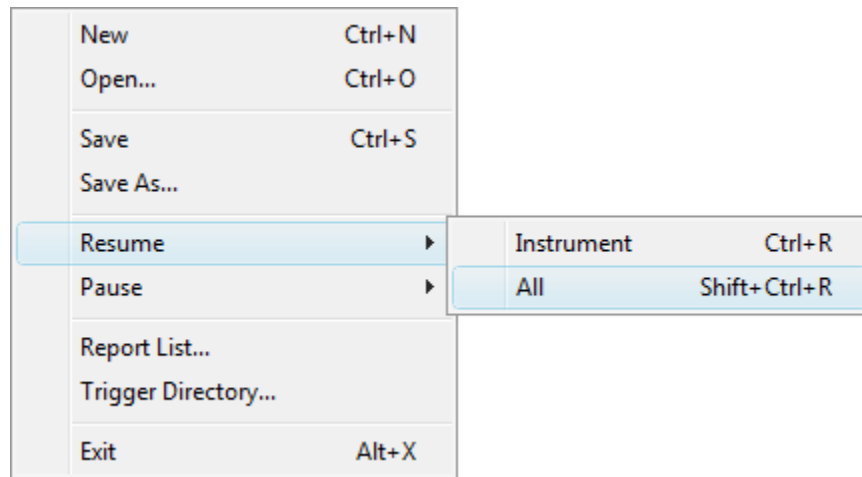 New Ctrl+N
Open... Ctrl+O
Save Ctrl+S
Save As...
Resume
Instrument Ctrl+R
Pause
All Shift+Ctrl+R
Report List...
Trigger Directory...
Exit Alt+X